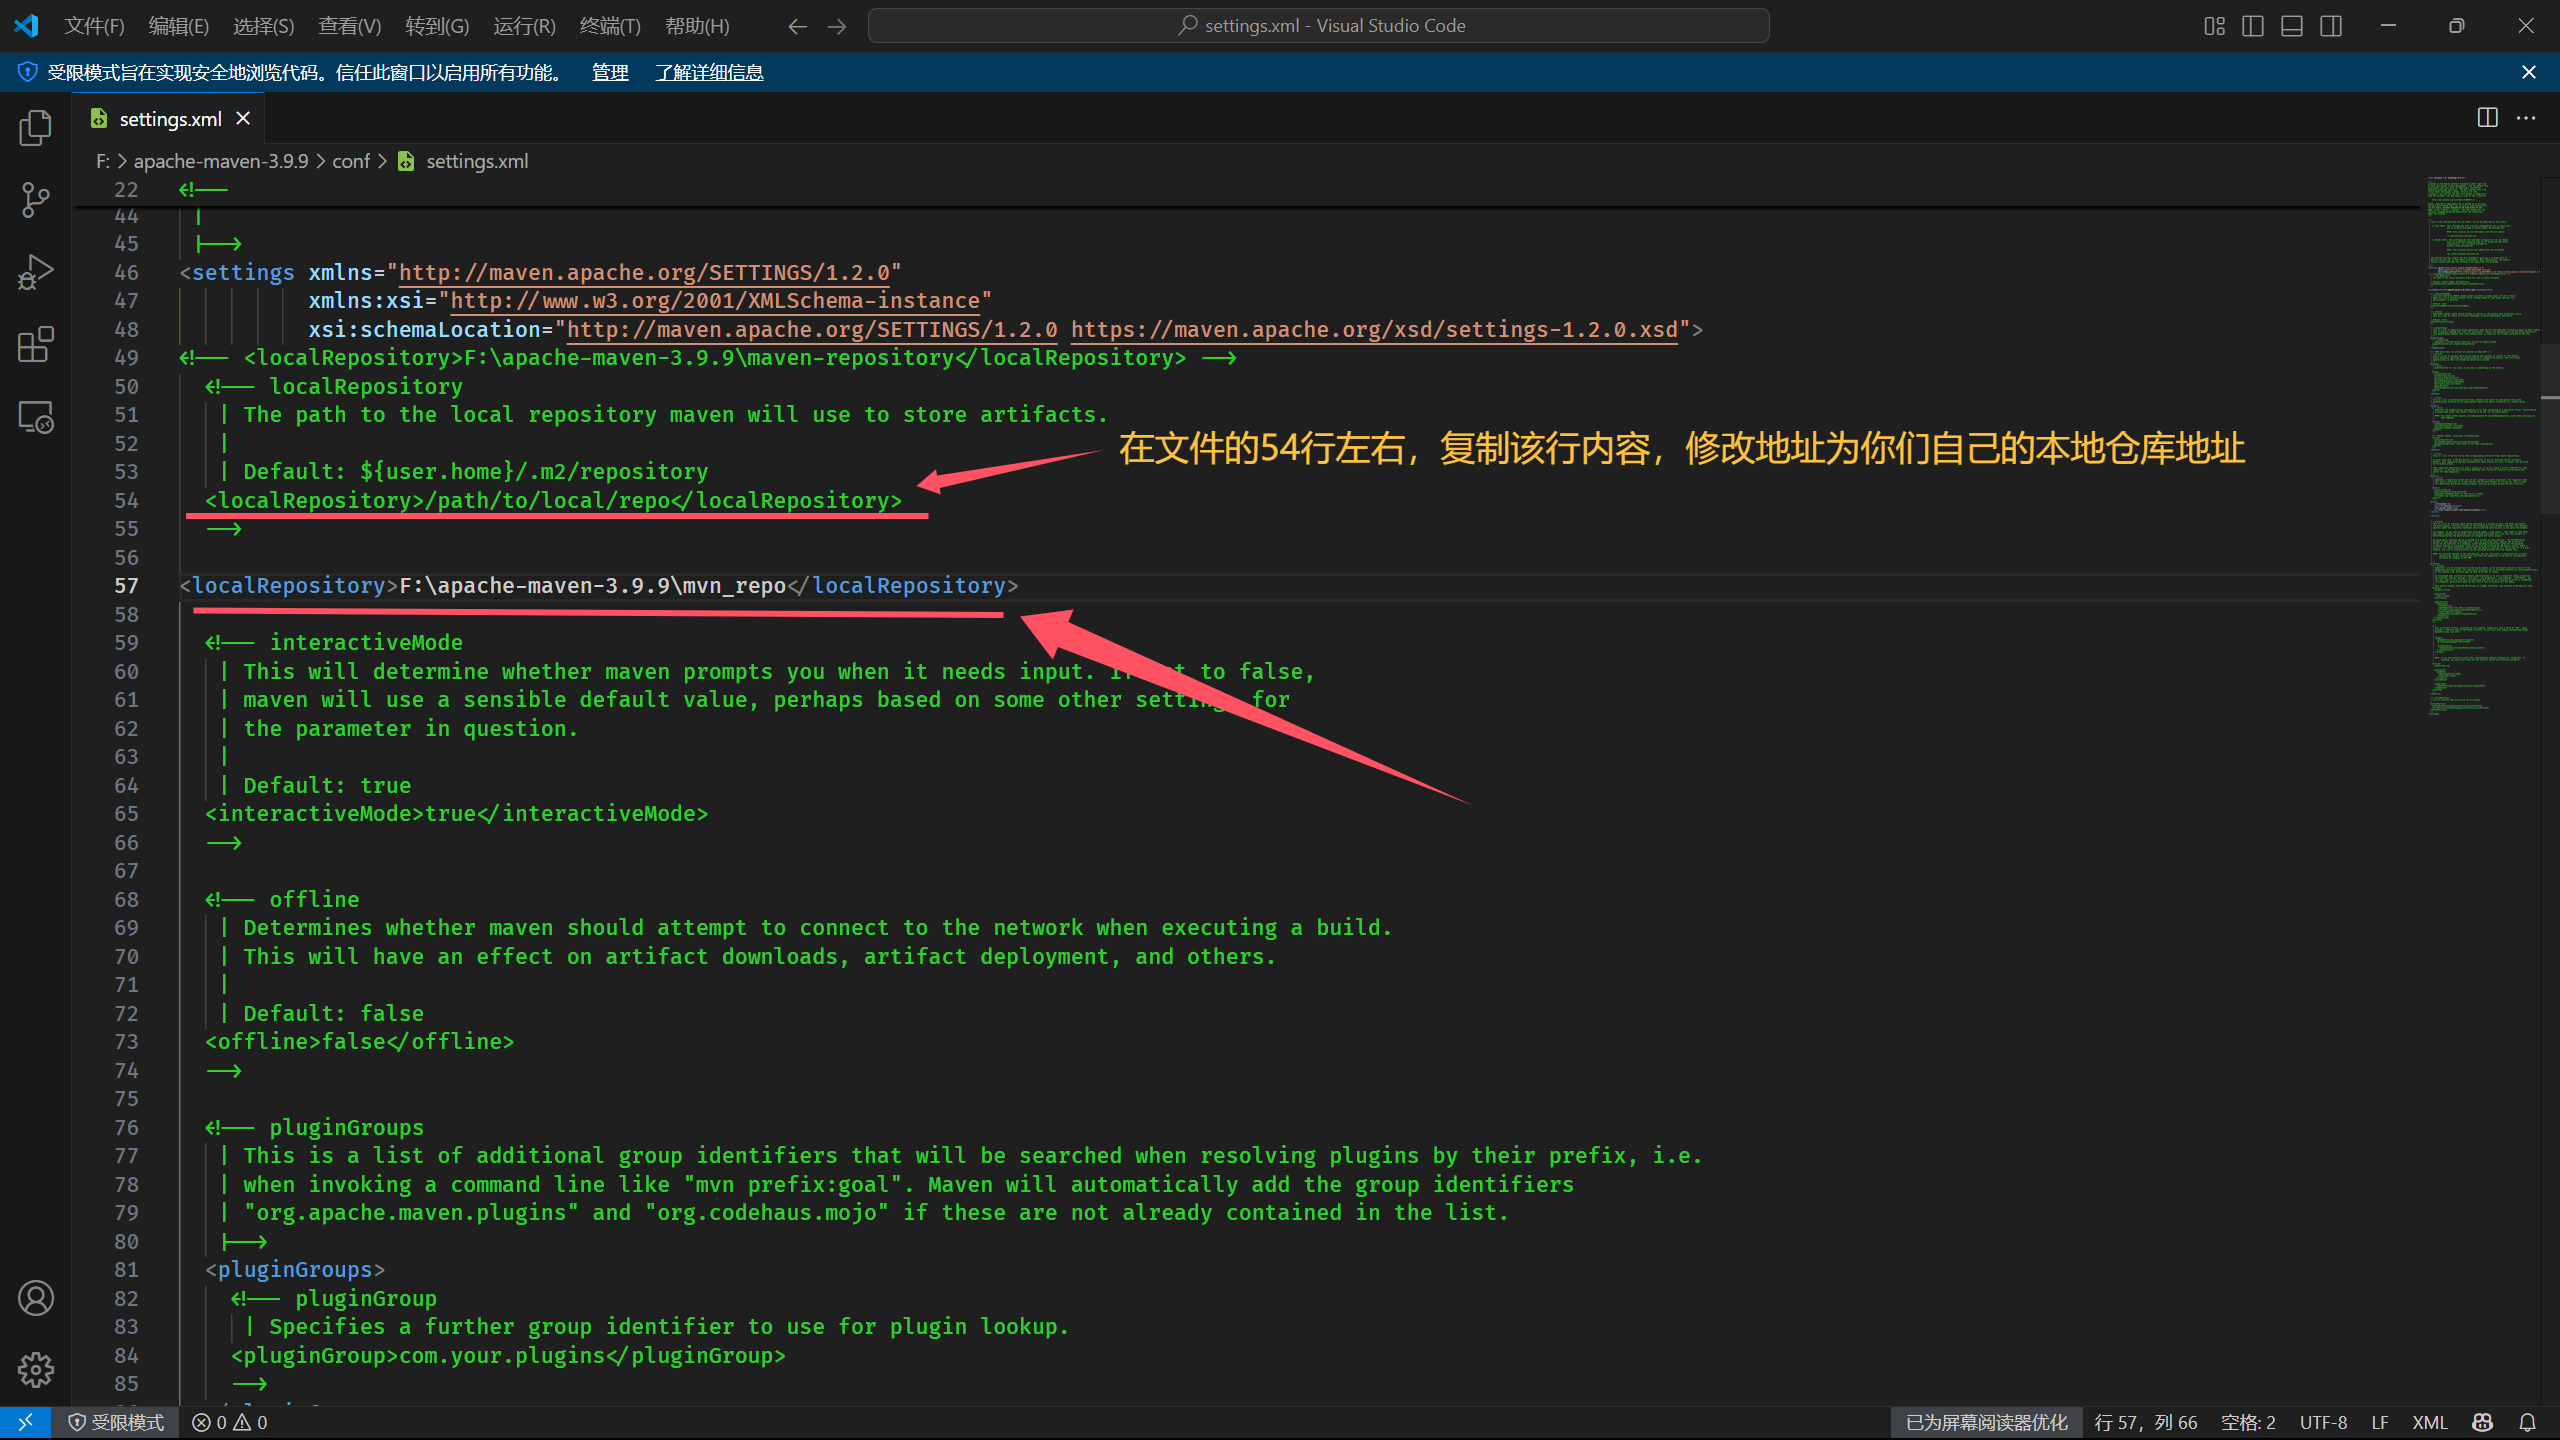 文件(F) 编辑(E) 选择(S) 查看(V) 转到(G) 运行(R) 终端(T) 帮助(H) settings.xml - Visual Studio Code
受限模式旨在实现安全地浏览代码。信任此窗口以启用所有功能。 管理 了解详细信息
settings.xml
F: > apache-maven-3.9.9 > conf > settings.xml
22 <!--
44 |
45 |-->
46 <settings xmlns="http://maven.apache.org/SETTINGS/1.2.0"
47 xmlns:xsi="http://www.w3.org/2001/XMLSchema-instance"
48 xsi:schemaLocation="http://maven.apache.org/SETTINGS/1.2.0 https://maven.apache.org/xsd/settings-1.2.0.xsd">
49 <!-- <localRepository>F:\apache-maven-3.9.9\maven-repository</localRepository> -->
50 <!-- localRepository
51 | The path to the local repository maven will use to store artifacts.
52 |
在文件的54行左右，复制该行内容，修改地址为你们自己的本地仓库地址
53 | Default: ${user.home}/.m2/repository
54 <localRepository>/path/to/local/repo</localRepository>
55 -->
56
57 <localRepository>F:\apache-maven-3.9.9\mvn_repo</localRepository>
58
59 <!-- interactiveMode
60 | This will determine whether maven prompts you when it needs input. to false,
61 | maven will use a sensible default value, perhaps based on some other setting for
62 | the parameter in question.
63 |
64 | Default: true
65 <interactiveMode>true</interactiveMode>
66 -->
67
68 <!-- offline
69 | Determines whether maven should attempt to connect to the network when executing a build.
70 | This will have an effect on artifact downloads, artifact deployment, and others.
71 |
72 | Default: false
73 <offline>false</offline>
74 -->
75
76 <!-- pluginGroups
77 | This is a list of additional group identifiers that will be searched when resolving plugins by their prefix, i.e.
78 | when invoking a command line like "mvn prefix:goal". Maven will automatically add the group identifiers
79 | "org.apache.maven.plugins" and "org.codehaus.mojo" if these are not already contained in the list.
80 |-->
81 <pluginGroups>
82 <!-- pluginGroup
83 | Specifies a further group identifier to use for plugin lookup.
84 <pluginGroup>com.your.plugins</pluginGroup>
85 -->
受限模式 0 0 已为屏幕阅读器优化 行 57，列 66 空格: 2 UTF-8 LF XML